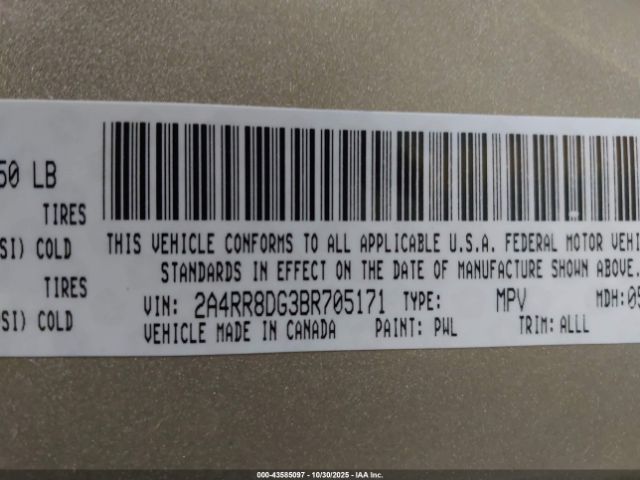 50 LB
TIRES
SI) COLD
TIRES
SI) COLD
THIS VEHICLE CONFORMS TO ALL APPLICABLE U.S.A. FEDERAL MOTOR VEHI
STANDARDS IN EFFECT ON THE DATE OF MANUFACTURE SHOWN ABOVE.
VIN: 2A4RR8DG3BR705171 TYPE: MPV MDH:05
VEHICLE MADE IN CANADA PAINT: PWL TRIM: ALLL
000-43585097 - 10/30/2025 - IAA Inc.